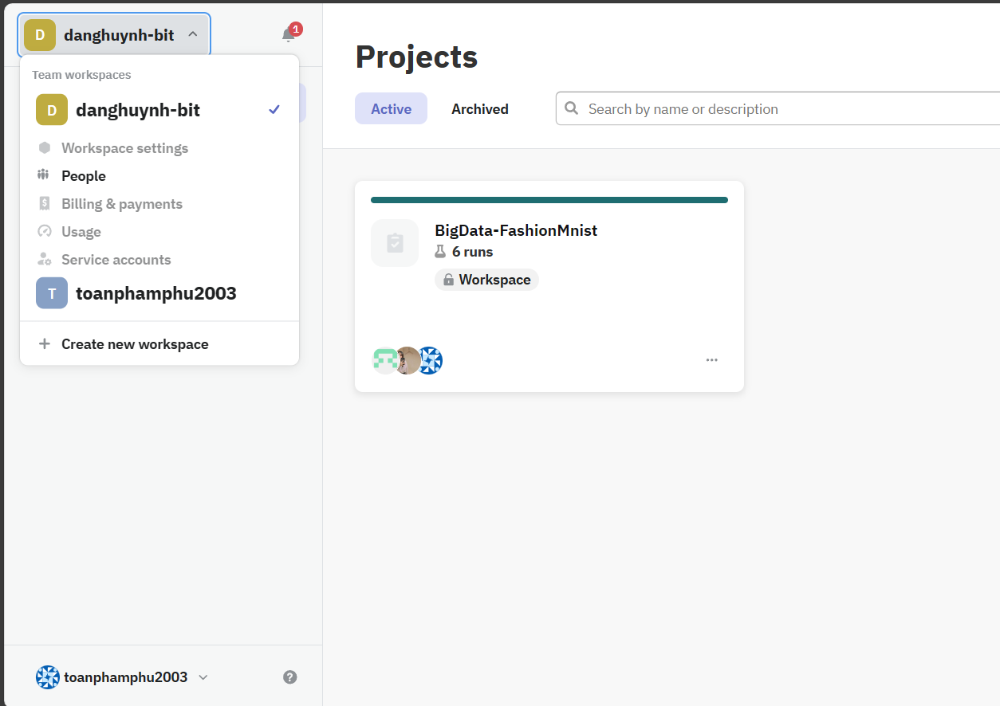 D danghuynh-bit
1
Team workspaces
D danghuynh-bit
Workspace settings
People
Billing & payments
Usage
Service accounts
T toanphamphu2003
Create new workspace
toanphamphu2003
?
Projects
Active Archived Search by name or description
BigData-FashionMnist
6 runs
Workspace